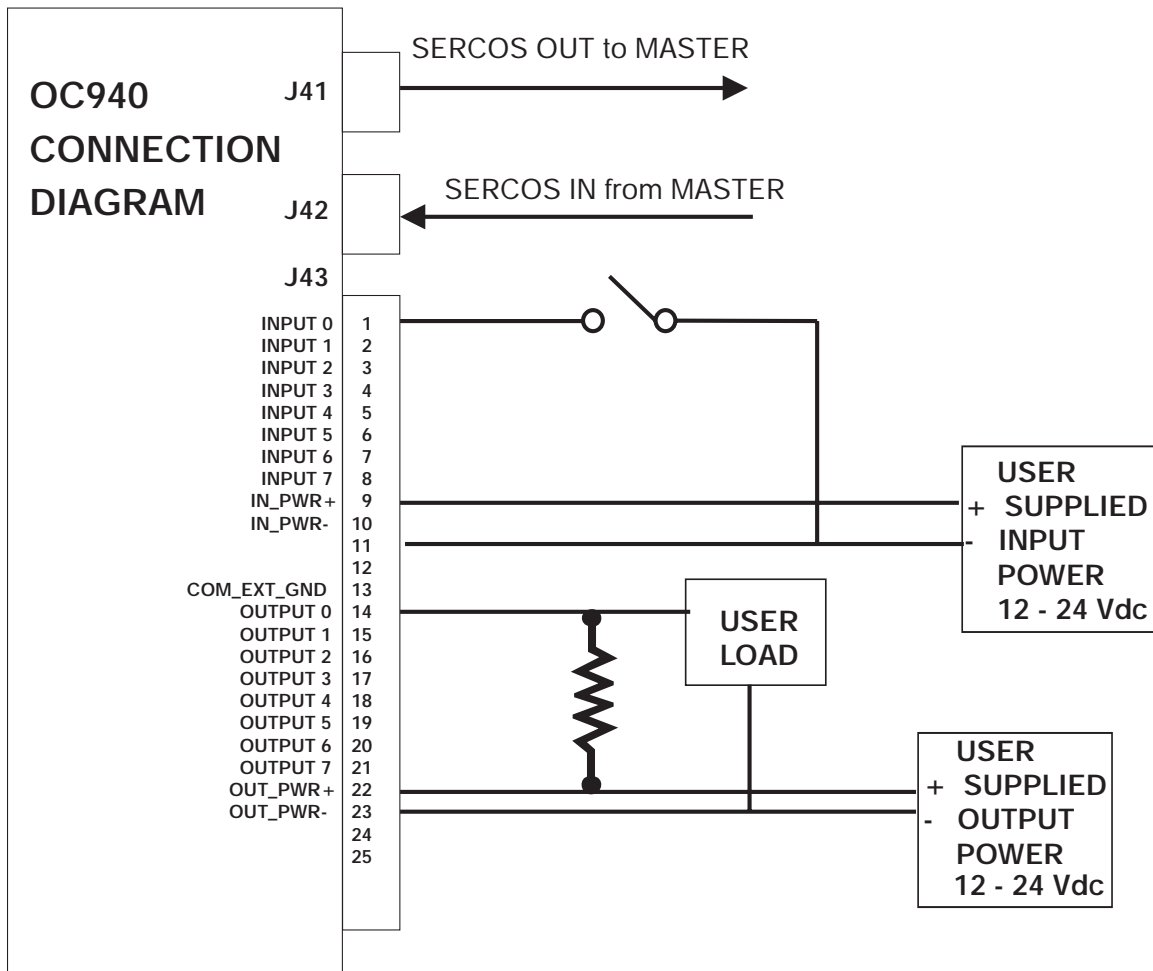 OC940
CONNECTION
DIAGRAM
J41
SERCOS OUT to MASTER
J42
SERCOS IN from MASTER
J43
INPUT 0 1
INPUT 1 2
INPUT 2 3
INPUT 3 4
INPUT 4 5
INPUT 5 6
INPUT 6 7
INPUT 7 8
IN_PWR+ 9
IN_PWR- 10
11
12
COM_EXT_GND 13
OUTPUT 0 14
OUTPUT 1 15
OUTPUT 2 16
OUTPUT 3 17
OUTPUT 4 18
OUTPUT 5 19
OUTPUT 6 20
OUTPUT 7 21
OUT_PWR+ 22
OUT_PWR- 23
24
25
USER
+ SUPPLIED
- INPUT
POWER
12 - 24 Vdc
USER
LOAD
USER
+ SUPPLIED
- OUTPUT
POWER
12 - 24 Vdc